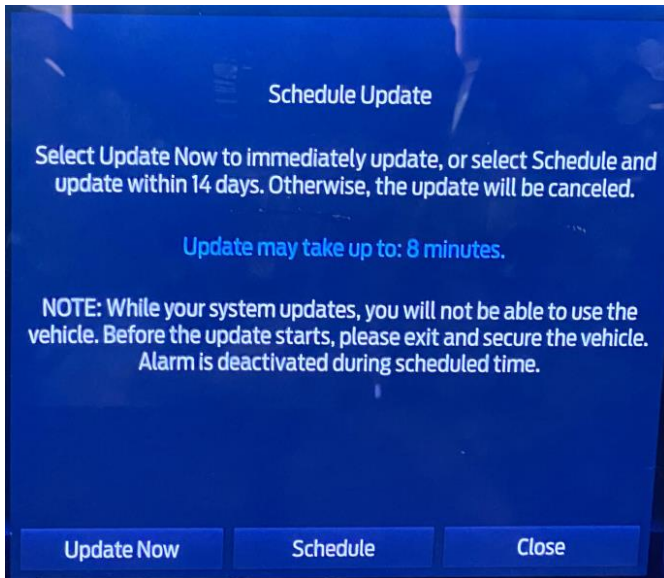 Schedule Update
Select Update Now to immediately update, or select Schedule and
update within 14 days. Otherwise, the update will be canceled.
Update may take up to: 8 minutes.
NOTE: While your system updates, you will not be able to use the
vehicle. Before the update starts, please exit and secure the vehicle.
Alarm is deactivated during scheduled time.
Update Now
Schedule
Close